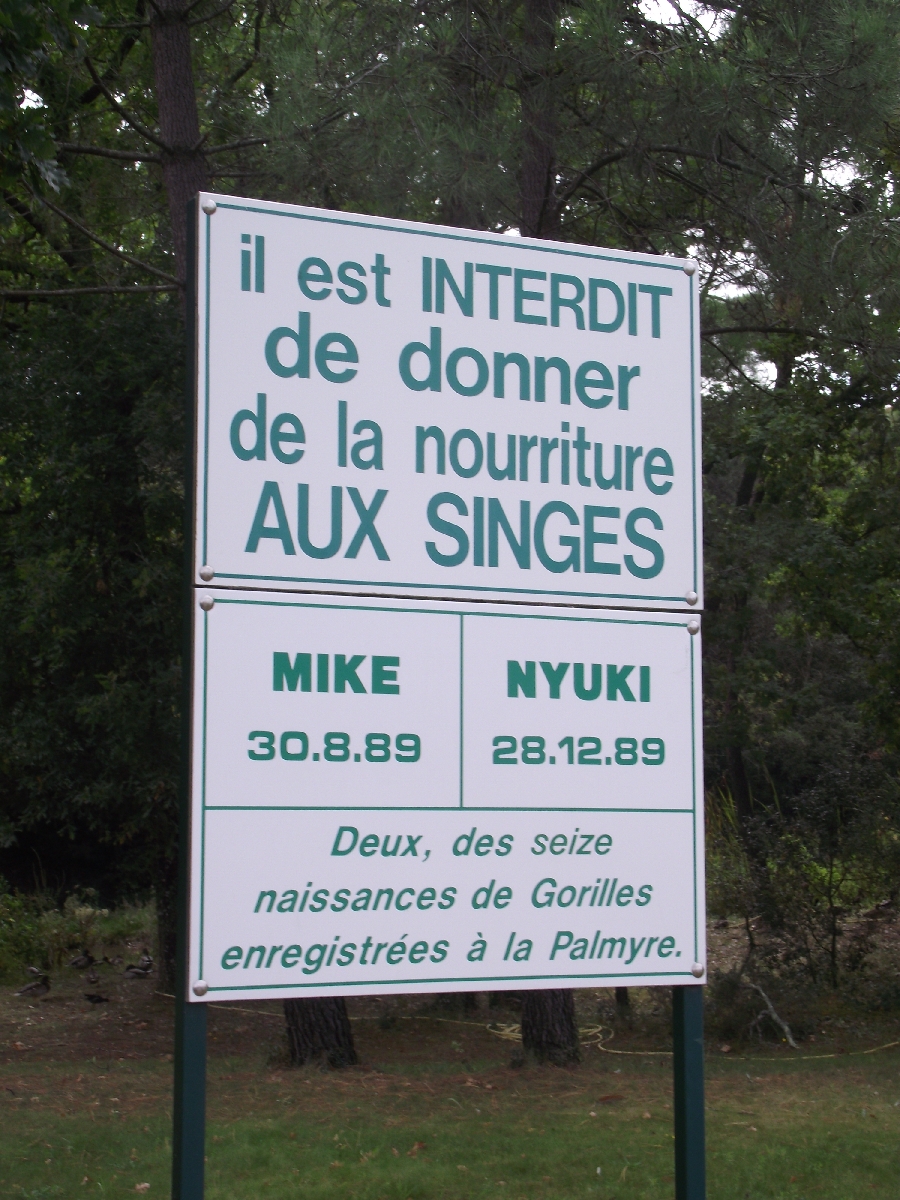 il est INTERDIT
de donner
de la nourriture
AUX SINGES
MIKE
30.8.89
NYUKI
28.12.89
Deux, des seize
naissances de Gorilles
enregistrées à la Palmyre.